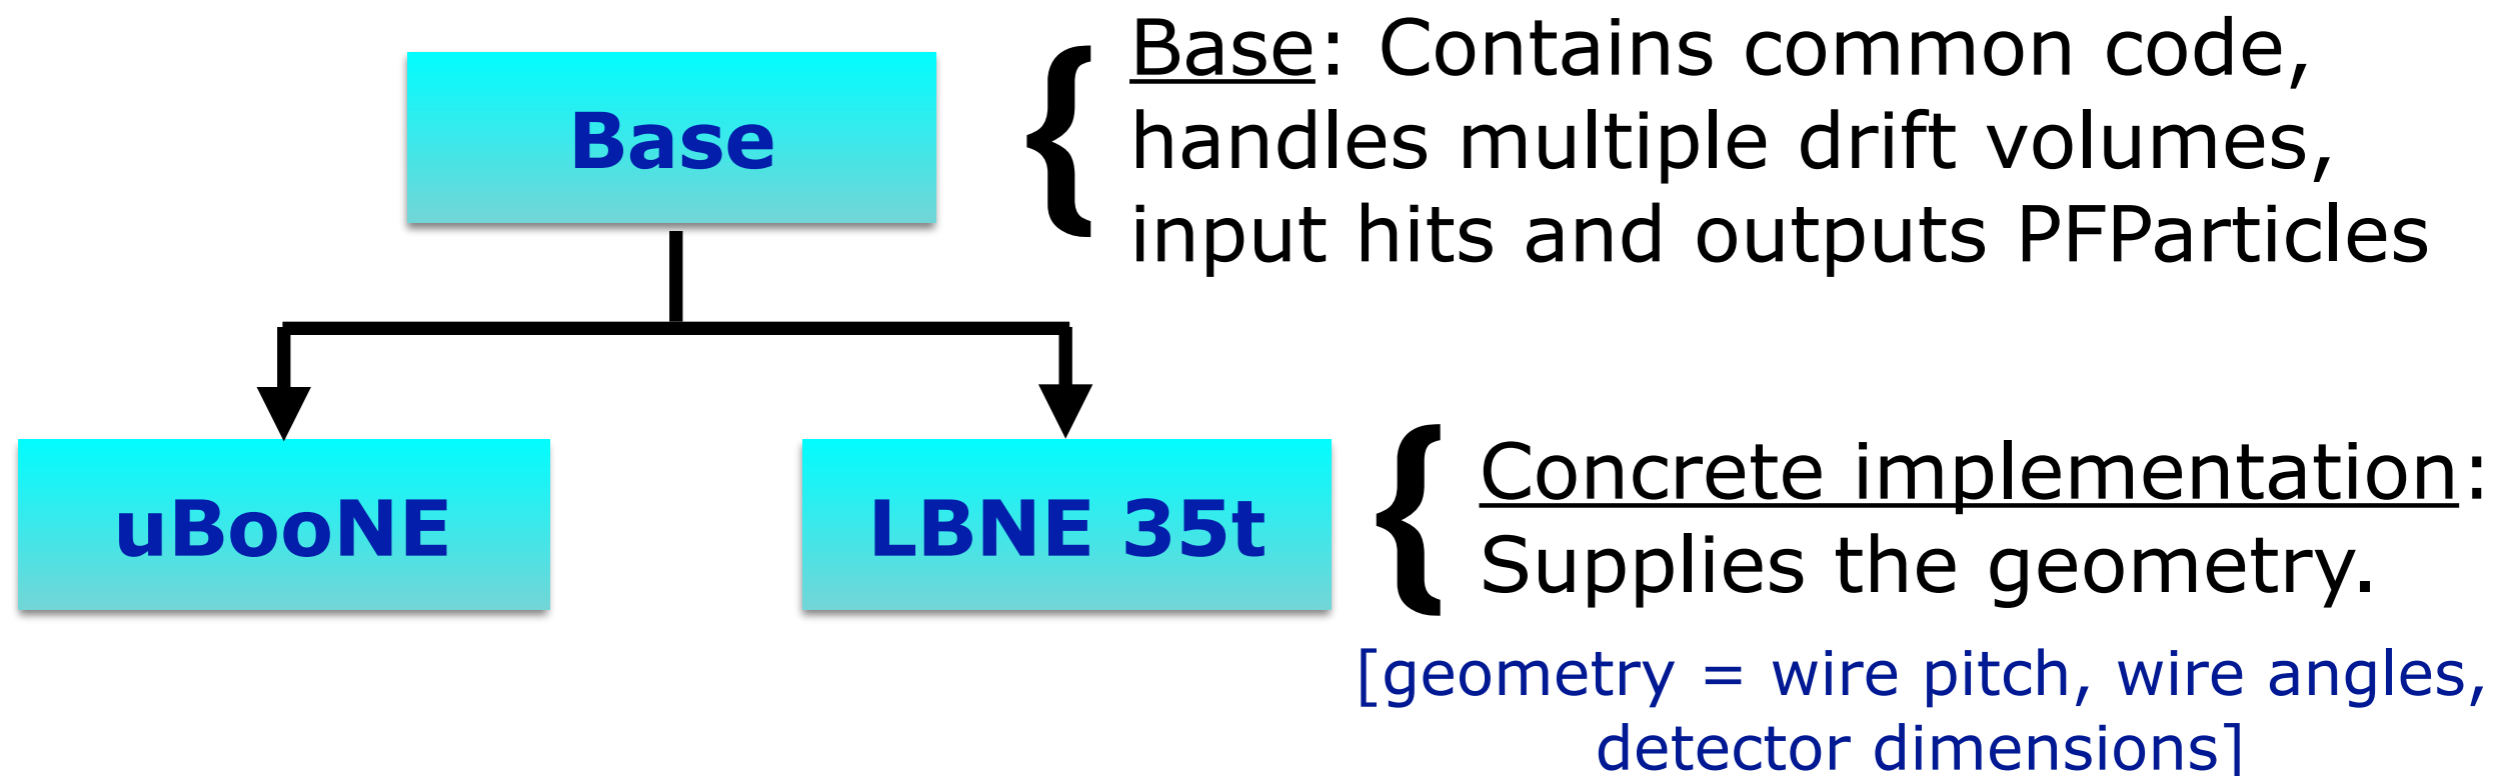 Base
{
Base: Contains common code,
handles multiple drift volumes,
input hits and outputs PFParticles
uBooNE
LBNE 35t
{
Concrete implementation:
Supplies the geometry.
[geometry = wire pitch, wire angles,
detector dimensions]